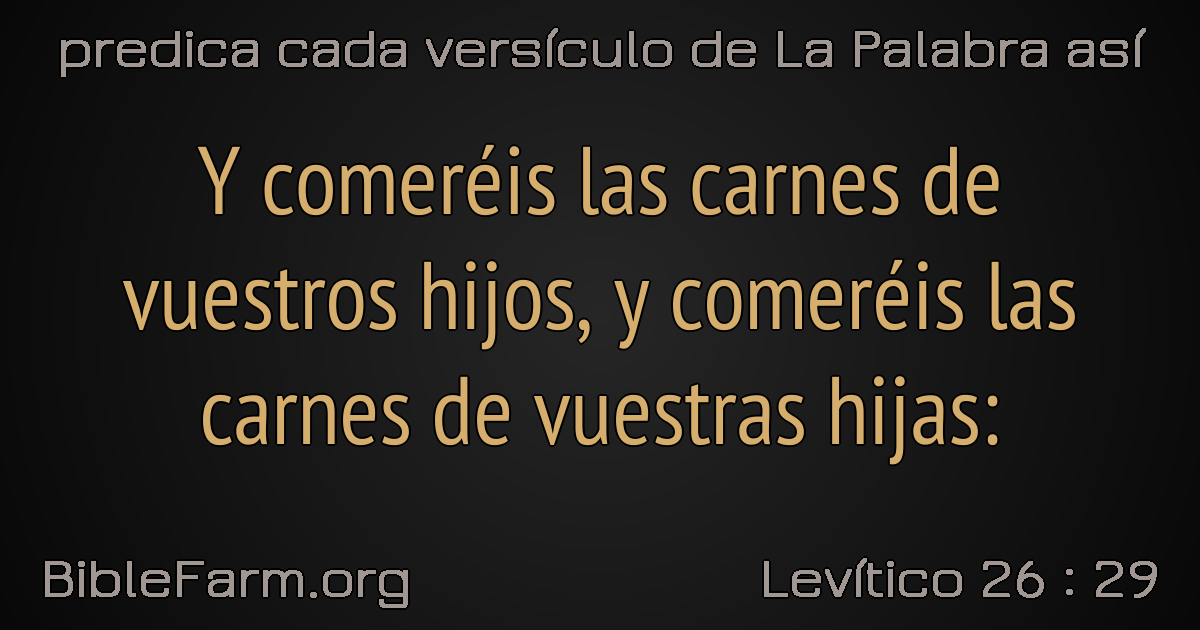 predica cada versículo de La Palabra así
Y comeréis las carnes de
vuestros hijos, y comeréis las
carnes de vuestras hijas:
BibleFarm.org
Levítico 26 : 29